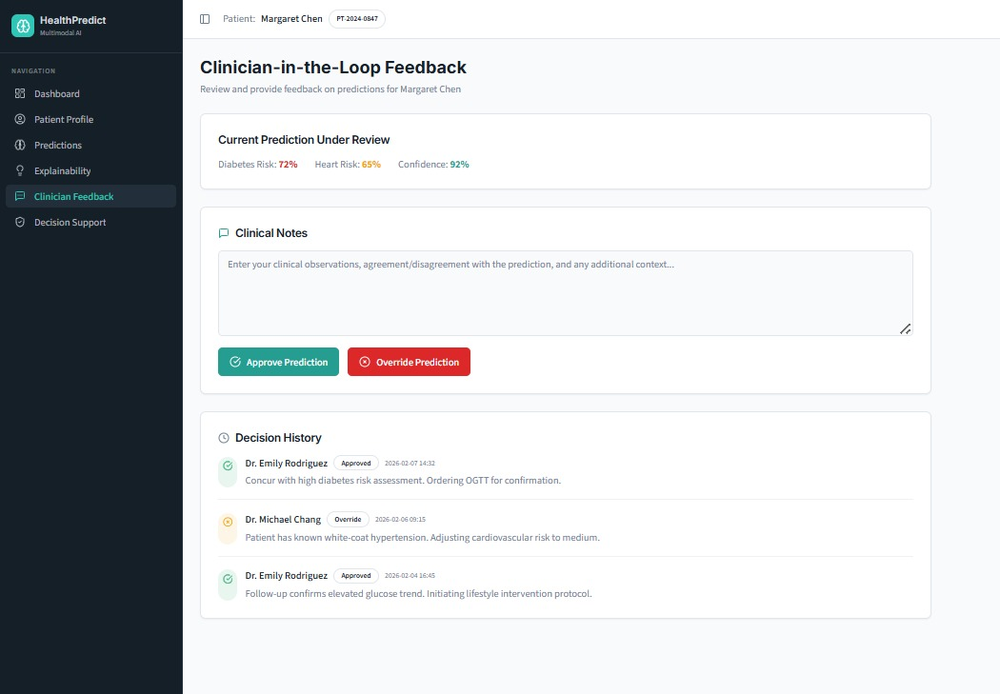 HealthPredict
Multimodal AI
NAVIGATION
Dashboard
Patient Profile
Predictions
Explainability
Clinician Feedback
Decision Support
Patient: Margaret Chen PT-2024-0847
Clinician-in-the-Loop Feedback
Review and provide feedback on predictions for Margaret Chen
Current Prediction Under Review
Diabetes Risk: 72% Heart Risk: 65% Confidence: 92%
Clinical Notes
Enter your clinical observations, agreement/disagreement with the prediction, and any additional context...
Approve Prediction Override Prediction
Decision History
Dr. Emily Rodriguez Approved 2026-02-07 14:32
Concur with high diabetes risk assessment. Ordering OGTT for confirmation.
Dr. Michael Chang Override 2026-02-06 09:15
Patient has known white-coat hypertension. Adjusting cardiovascular risk to medium.
Dr. Emily Rodriguez Approved 2026-02-04 16:45
Follow-up confirms elevated glucose trend. Initiating lifestyle intervention protocol.